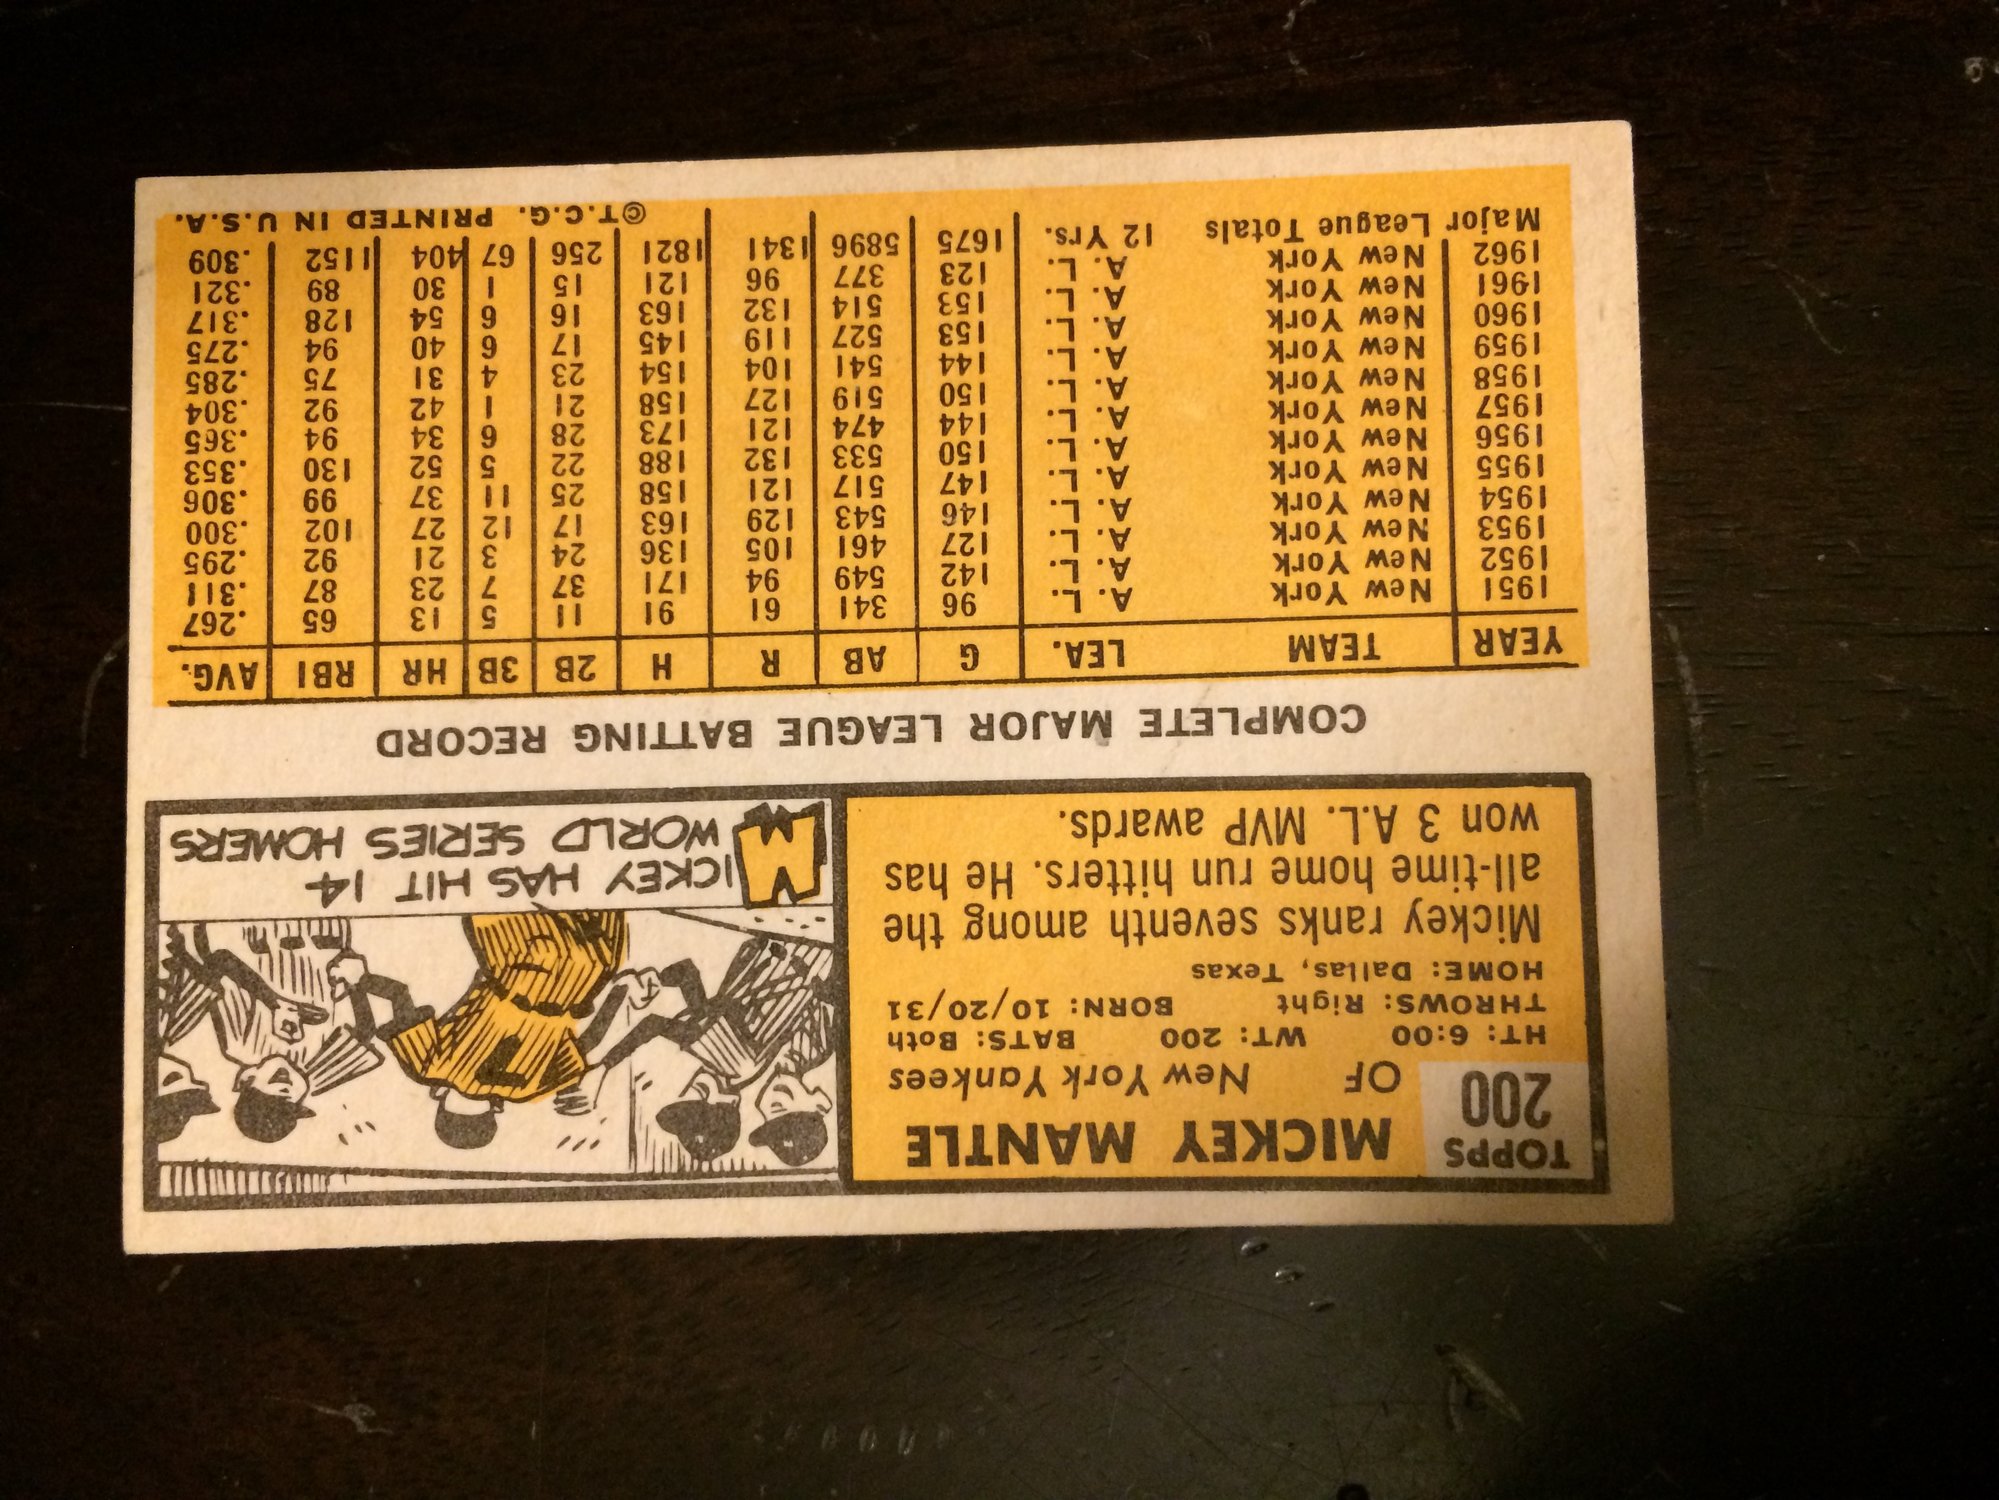 TOPPS
200
MICKEY MANTLE
OF New York Yankees
HT: 6:00 WT: 200 BATS: Both
THROWS: Right BORN: 10/20/31
HOME: Dallas, Texas
Mickey ranks seventh among the
all-time home run hitters. He has
won 3 A.L. MVP awards.
MICKEY HAS HIT 14
WORLD SERIES HOMERS
COMPLETE MAJOR LEAGUE BATTING RECORD
YEAR TEAM LEA. G AB R H 2B 3B HR RBI AVG.
1951 New York A. L. 96 341 61 91 11 5 13 65 .267
1952 New York A. L. 142 549 94 171 37 7 23 87 .311
1953 New York A. L. 127 461 105 136 24 3 21 92 .295
1954 New York A. L. 146 543 129 163 17 12 27 102 .300
1955 New York A. L. 147 517 121 158 25 11 37 99 .306
1956 New York A. L. 150 533 132 188 22 5 52 130 .353
1957 New York A. L. 144 474 121 173 28 6 34 94 .365
1958 New York A. L. 150 519 127 158 21 1 42 92 .304
1959 New York A. L. 144 541 104 154 23 4 31 75 .285
1960 New York A. L. 153 527 119 145 17 6 40 94 .275
1961 New York A. L. 153 514 132 163 16 6 54 128 .317
1962 New York A. L. 123 377 96 121 15 1 30 89 .321
Major League Totals 12 Yrs. 1675 5896 1341 1821 256 67 404 1152 .309
©T.C.G. PRINTED IN U.S.A.